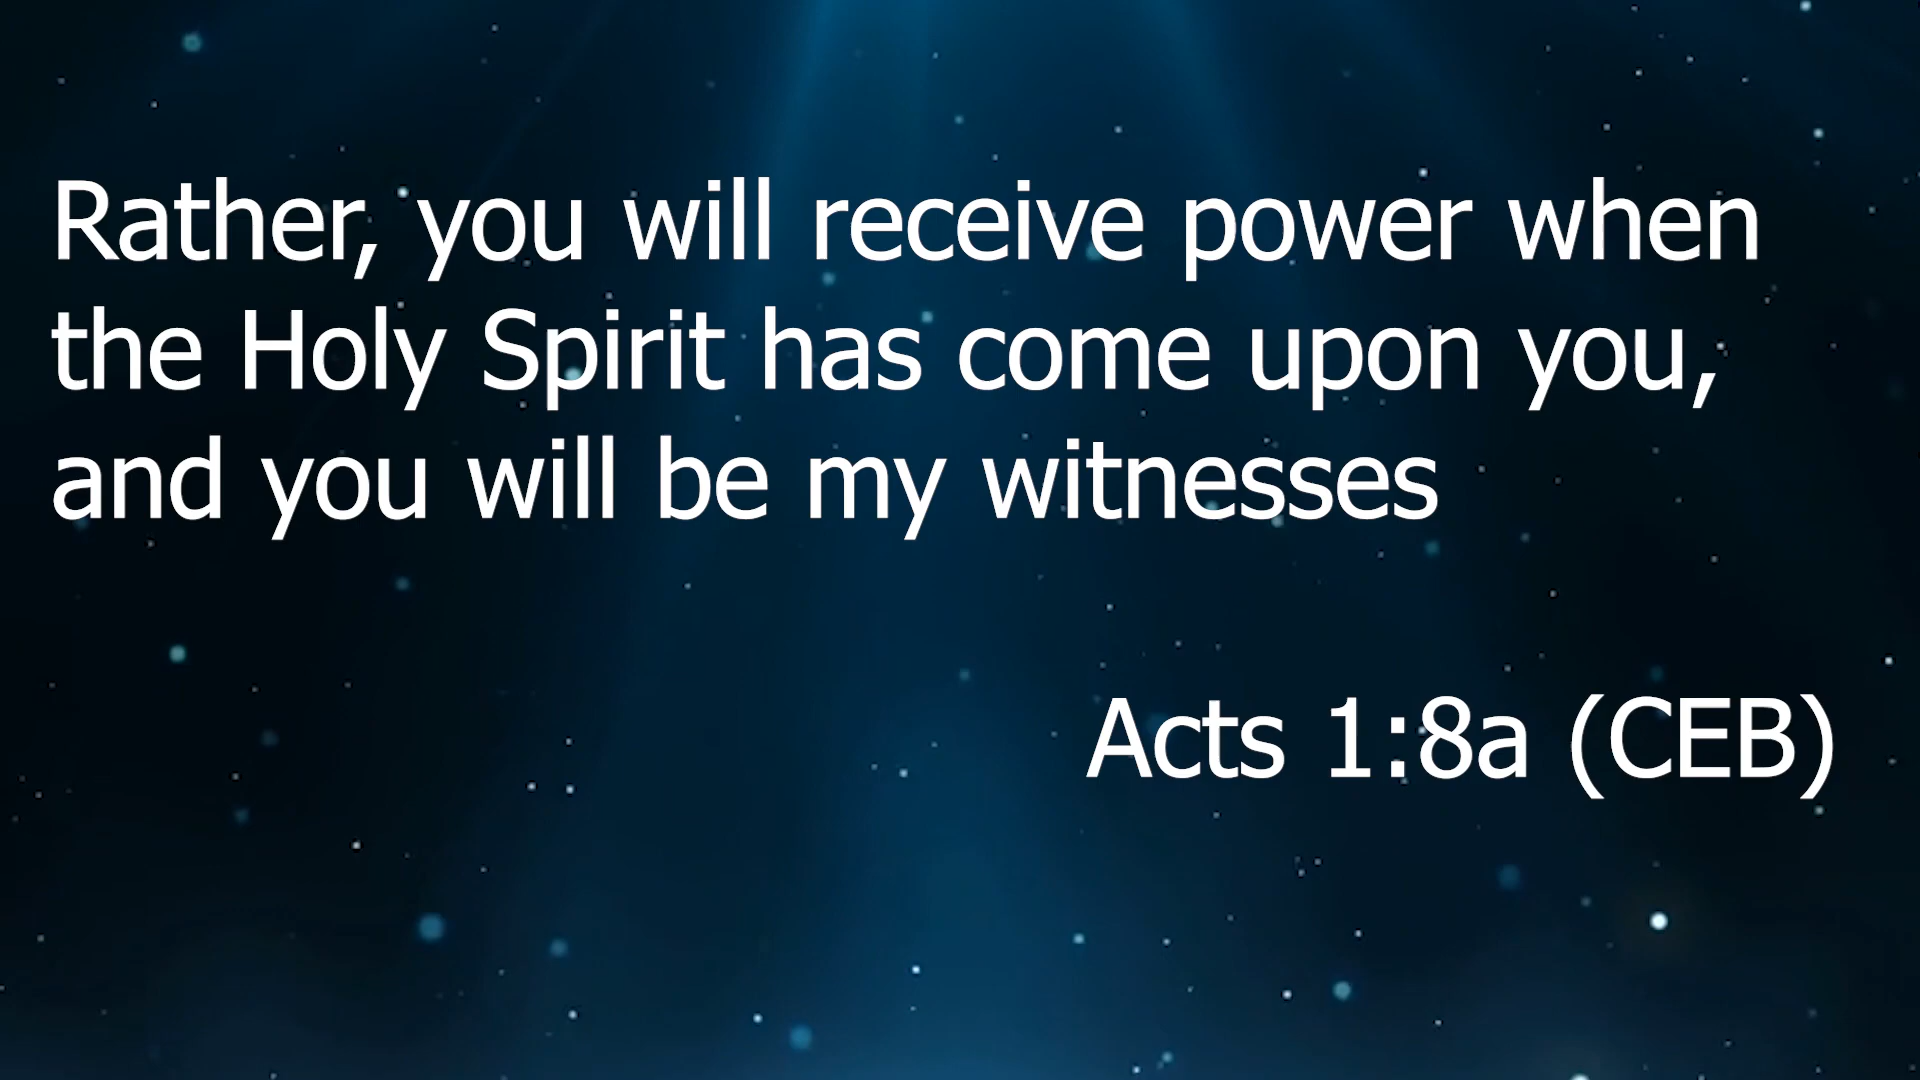 Rather, you will receive power when
the Holy Spirit has come upon you,
and you will be my witnesses
Acts 1:8a (CEB)